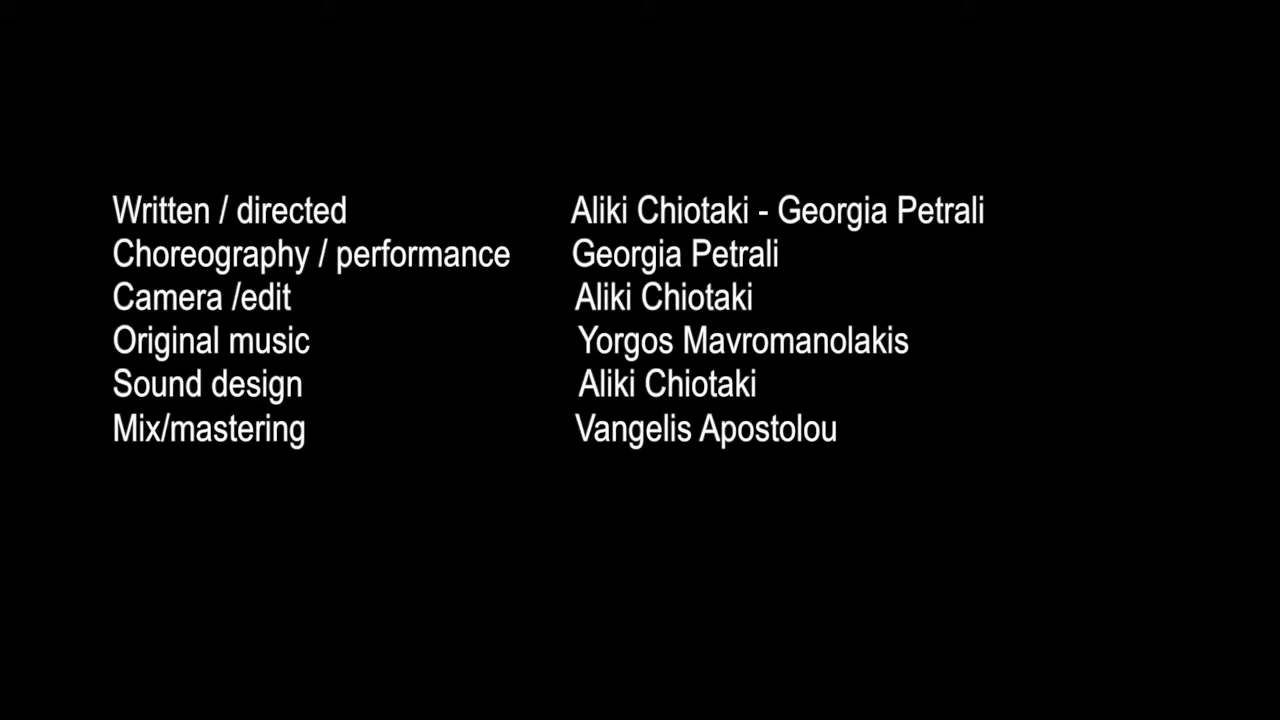 Written / directed Aliki Chiotaki - Georgia Petrali
Choreography / performance Georgia Petrali
Camera /edit Aliki Chiotaki
Original music Yorgos Mavromanolakis
Sound design Aliki Chiotaki
Mix/mastering Vangelis Apostolou